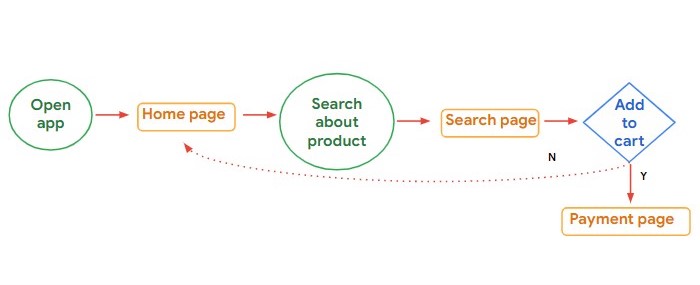 Open
app
Home page
Search
about
product
Search page
Add
to
cart
N
Y
Payment page